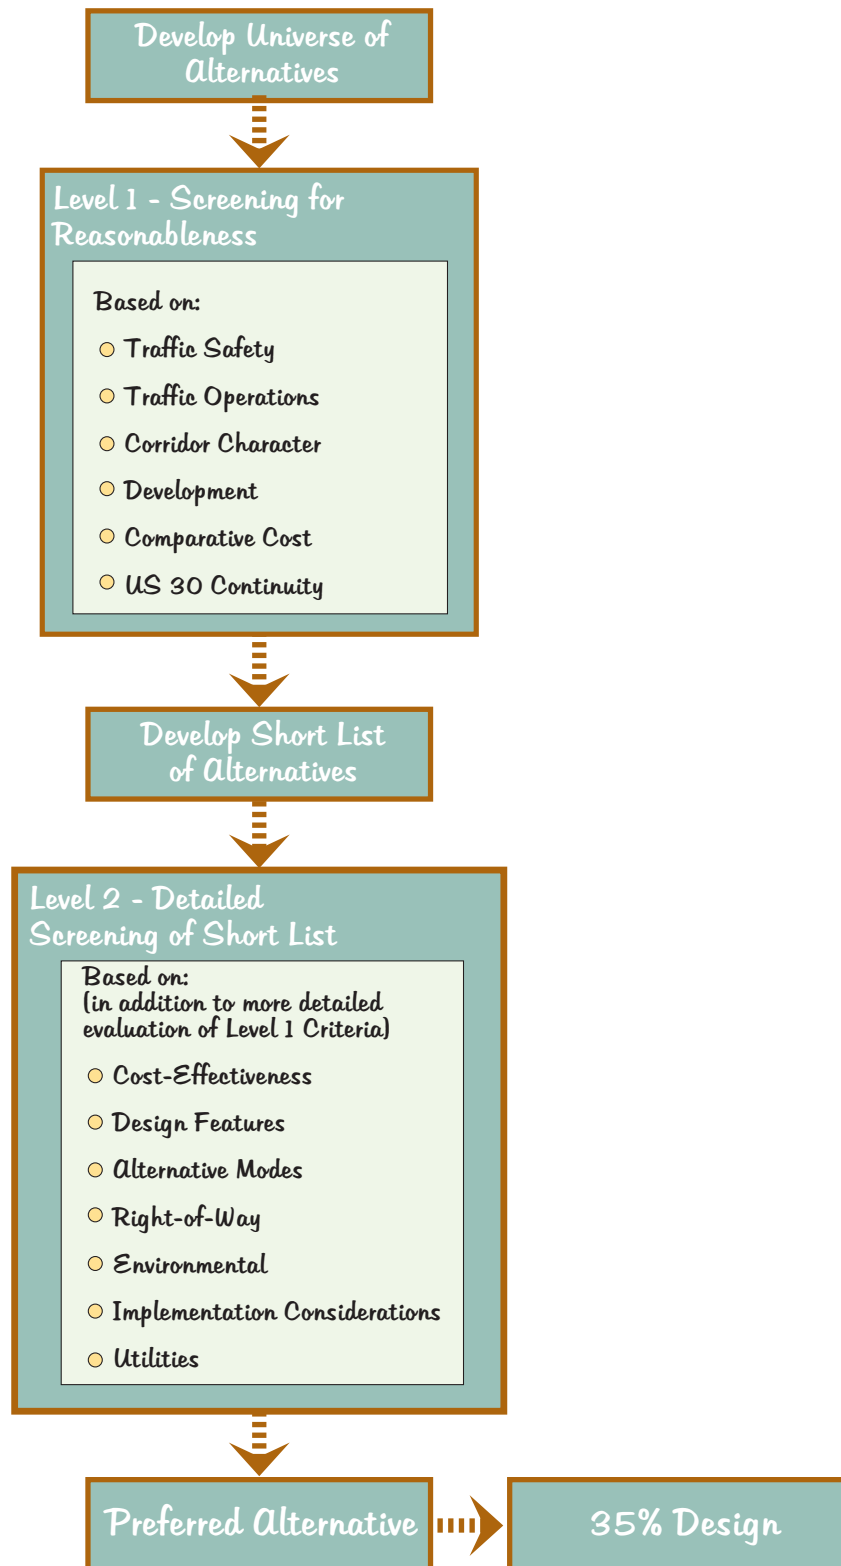 Develop Universe of
Alternatives
Level 1 - Screening for
Reasonableness
Based on:
Traffic Safety
Traffic Operations
Corridor Character
Development
Comparative Cost
US 30 Continuity
Develop Short List
of Alternatives
Level 2 - Detailed
Screening of Short List
Based on:
(in addition to more detailed
evaluation of Level 1 Criteria)
Cost-Effectiveness
Design Features
Alternative Modes
Right-of-Way
Environmental
Implementation Considerations
Utilities
Preferred Alternative
35% Design